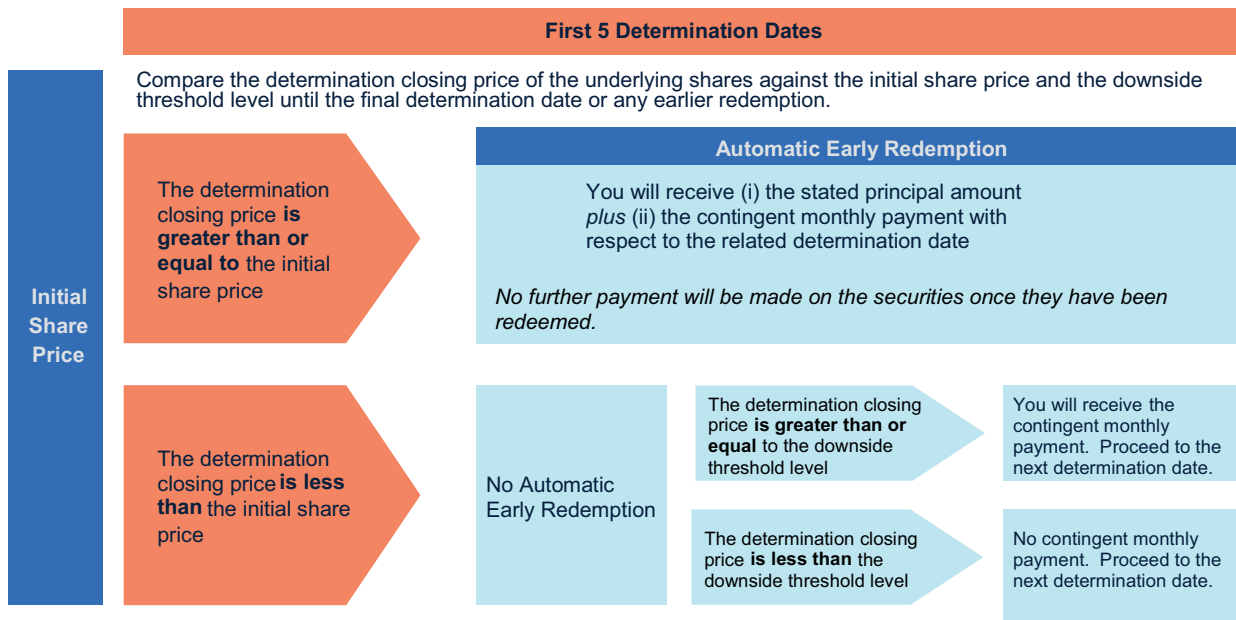 First 5 Determination Dates
Compare the determination closing price of the underlying shares against the initial share price and the downside
threshold level until the final determination date or any earlier redemption.
Initial
Share
Price
The determination
closing price is
greater than or
equal to the initial
share price
Automatic Early Redemption
You will receive (i) the stated principal amount
plus (ii) the contingent monthly payment with
respect to the related determination date
No further payment will be made on the securities once they have been
redeemed.
The determination
closing price is less
than the initial share
price
No Automatic
Early Redemption
The determination closing
price is greater than or
equal to the downside
threshold level
You will receive the
contingent monthly
payment. Proceed to the
next determination date.
The determination closing
price is less than the
downside threshold level
No contingent monthly
payment. Proceed to the
next determination date.